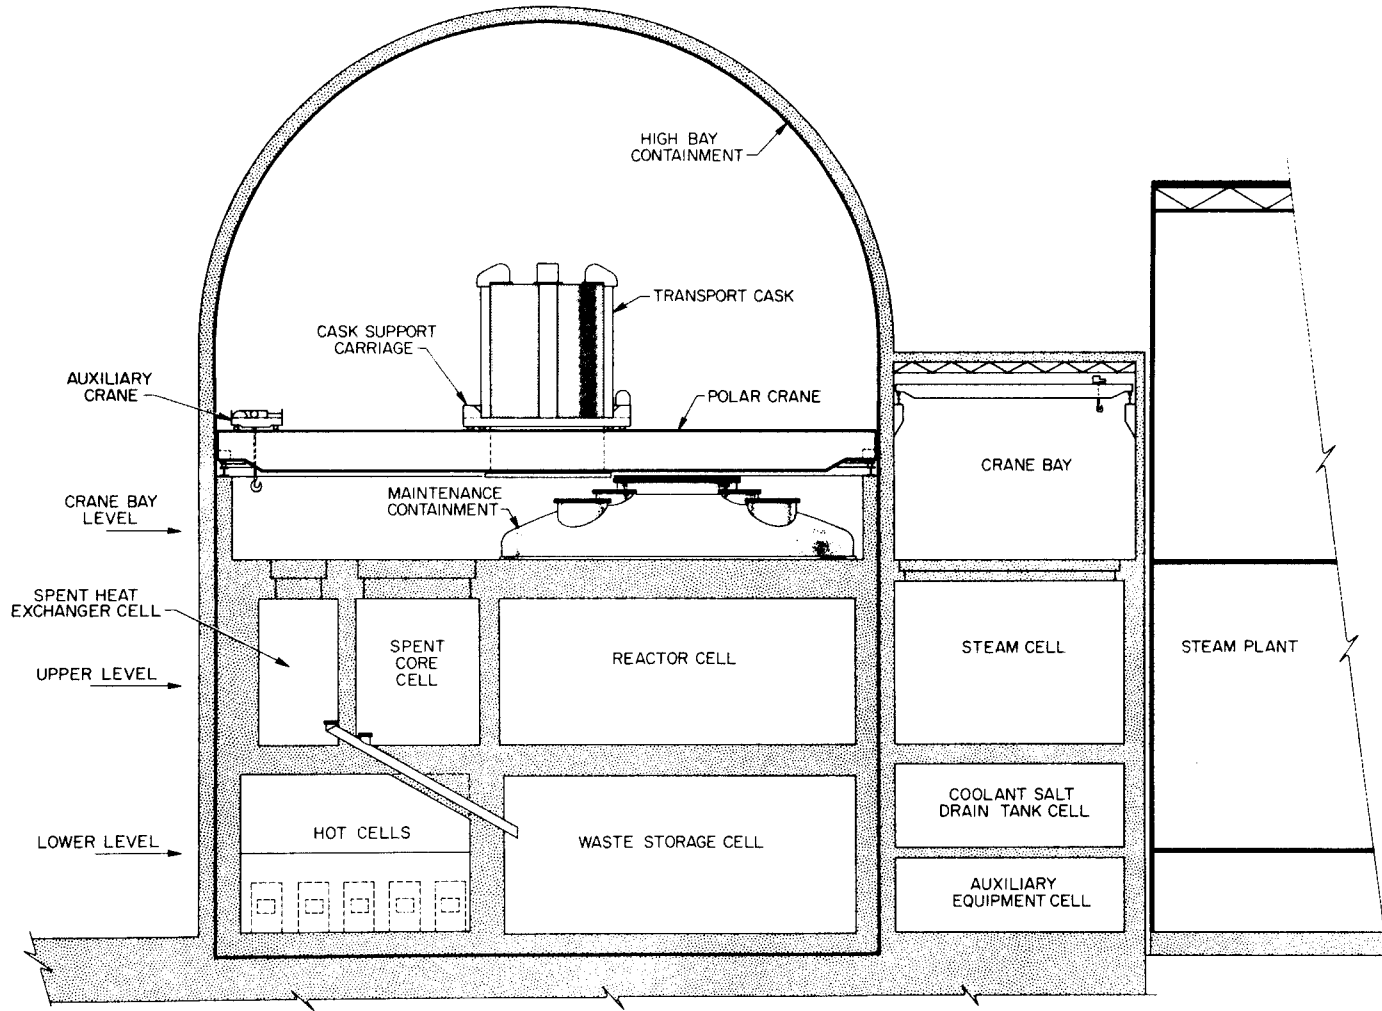 HIGH BAY
CONTAINMENT
TRANSPORT CASK
CASK SUPPORT
CARRIAGE
AUXILIARY
CRANE
POLAR CRANE
CRANE BAY
MAINTENANCE
CONTAINMENT
CRANE BAY
LEVEL
SPENT HEAT
EXCHANGER CELL
SPENT
CORE
CELL
REACTOR CELL
STEAM CELL
STEAM PLANT
UPPER LEVEL
COOLANT SALT
DRAIN TANK CELL
HOT CELLS
WASTE STORAGE CELL
LOWER LEVEL
AUXILIARY
EQUIPMENT CELL